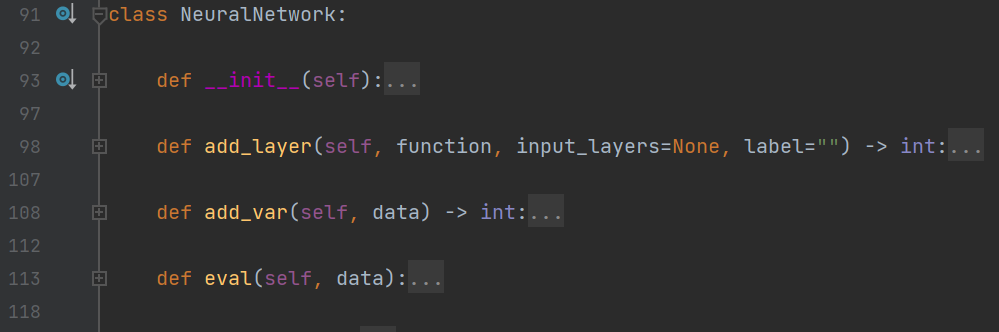 91 class NeuralNetwork:
92
93 def __init__(self):...
97
98 def add_layer(self, function, input_layers=None, label="") -> int:...
107
108 def add_var(self, data) -> int:...
112
113 def eval(self, data):...
118